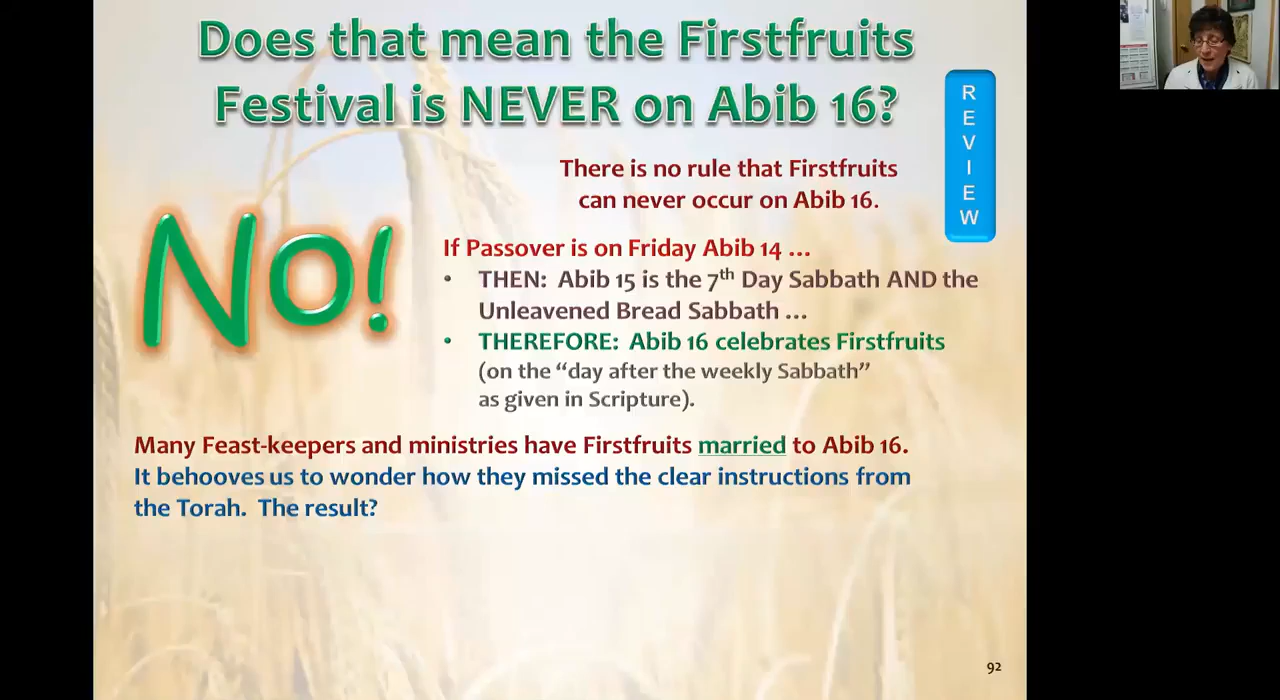 Does that mean the Firstfruits
Festival is NEVER on Abib 16?
REVIEW
There is no rule that Firstfruits
can never occur on Abib 16.
No!
If Passover is on Friday Abib 14 ...
• THEN: Abib 15 is the 7th Day Sabbath AND the
Unleavened Bread Sabbath ...
• THEREFORE: Abib 16 celebrates Firstfruits
(on the “day after the weekly Sabbath”
as given in Scripture).
Many Feast-keepers and ministries have Firstfruits married to Abib 16.
It behooves us to wonder how they missed the clear instructions from
the Torah. The result?
92